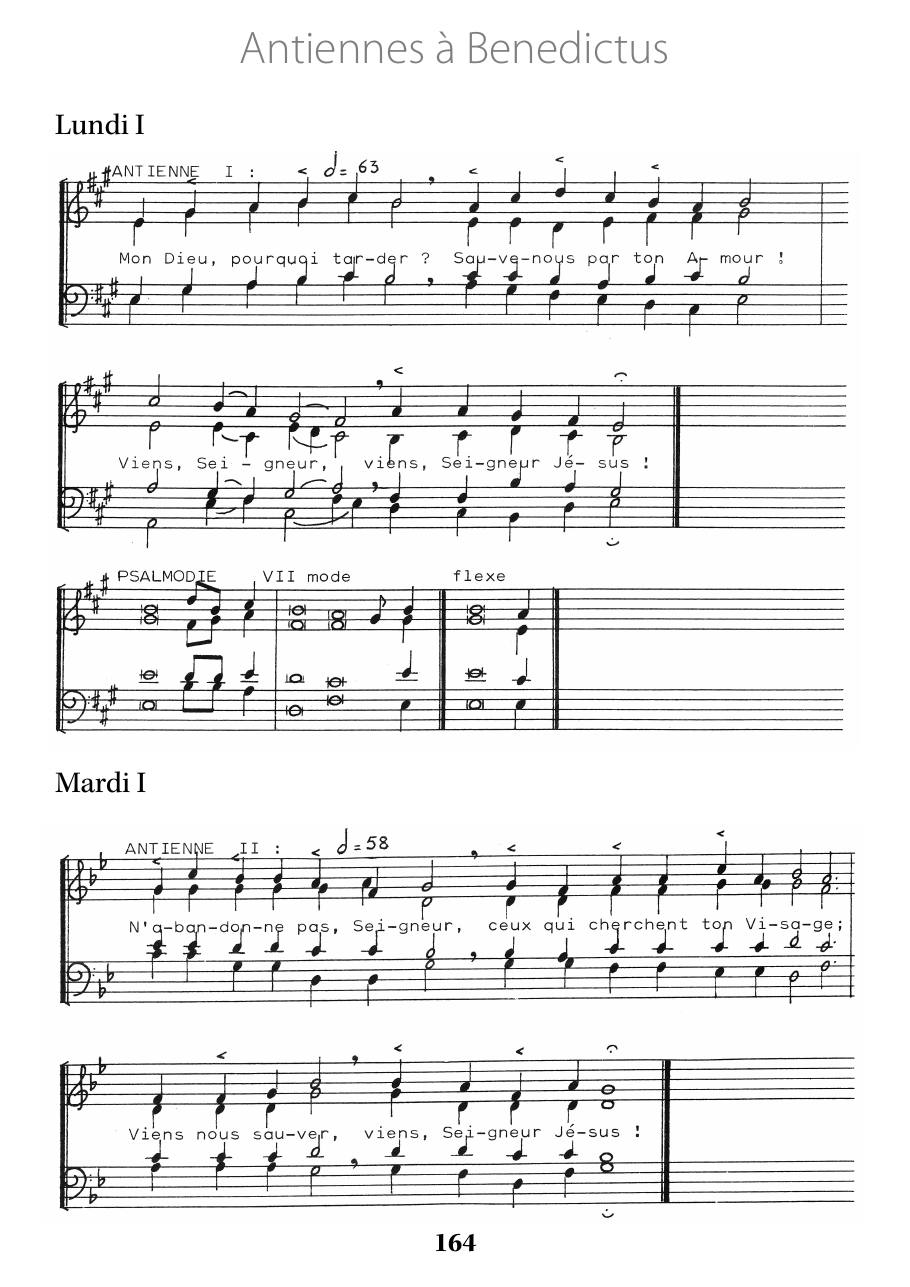 Antiennes à Benedictus
Lundi I
ANTIENNE I : 𝅗𝅥 = 63
Mon Dieu, pourquoi tar-der ? Sau-ve-nous par ton A- mour !
Viens, Sei - gneur, viens, Sei-gneur Jé- sus !
PSALMODIE VII mode flexe
Mardi I
ANTIENNE II : 𝅗𝅥 = 58
N'a-ban-don-ne pas, Sei-gneur, ceux qui cherchent ton Vi-sa-ge;
Viens nous sau-ver, viens, Sei-gneur Jé-sus !
164